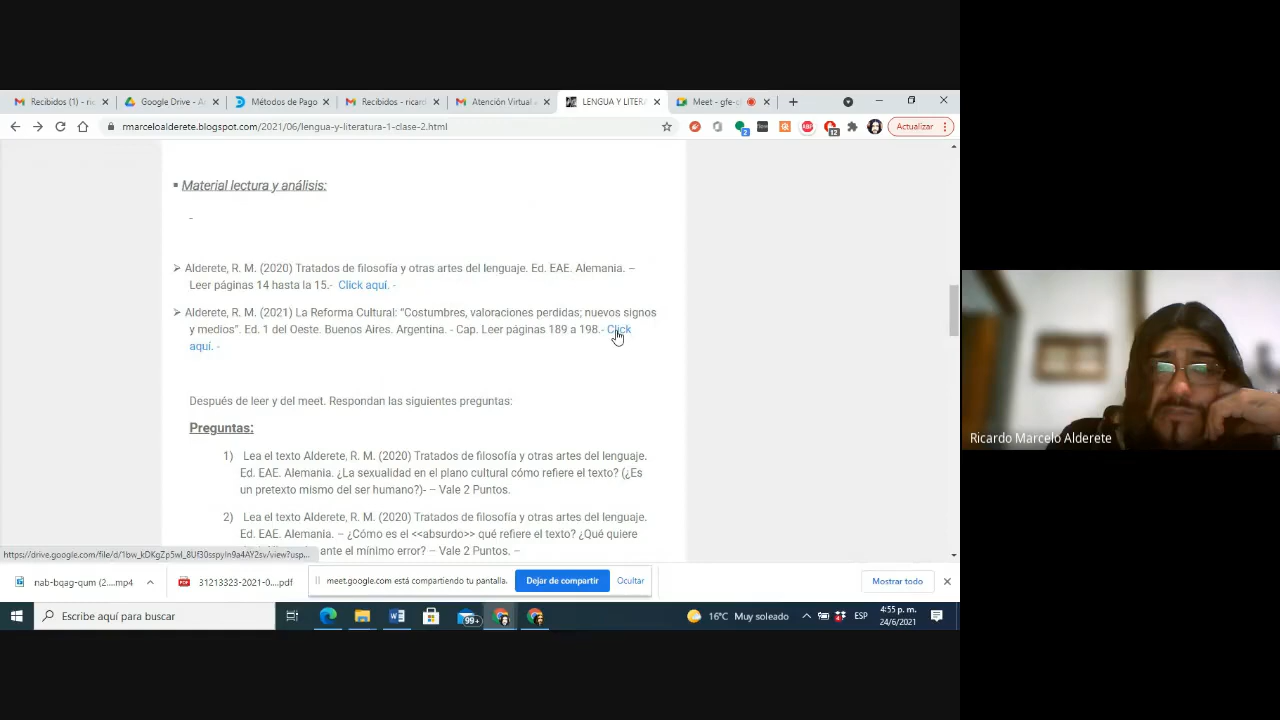 Recibidos (1) - ri
Google Drive - A
Métodos de Pago
Recibidos - ricar
Atención Virtual
LENGUA Y LITER
Meet - gfe-
marceloalderete.blogspot.com/2021/06/lengua-y-literatura-1-clase-2.html
2
ABP
12
Actualizar
▪ Material lectura y análisis:
-
➢ Alderete, R. M. (2020) Tratados de filosofía y otras artes del lenguaje. Ed. EAE. Alemania. –
Leer páginas 14 hasta la 15.- Click aquí. -
➢ Alderete, R. M. (2021) La Reforma Cultural: “Costumbres, valoraciones perdidas; nuevos signos
y medios”. Ed. 1 del Oeste. Buenos Aires. Argentina. - Cap. Leer páginas 189 a 198.- Click
aquí. -
Después de leer y del meet. Respondan las siguientes preguntas:
Preguntas:
1) Lea el texto Alderete, R. M. (2020) Tratados de filosofía y otras artes del lenguaje.
Ed. EAE. Alemania. ¿La sexualidad en el plano cultural cómo refiere el texto? (¿Es
un pretexto mismo del ser humano?)- – Vale 2 Puntos.
2) Lea el texto Alderete, R. M. (2020) Tratados de filosofía y otras artes del lenguaje.
Ed. EAE. Alemania. – ¿Cómo es el <<absurdo>> qué refiere el texto? ¿Qué quiere
ante el mínimo error? – Vale 2 Puntos. –
nab-bqag-qum (2....mp4
31213323-2021-0....pdf
meet.google.com está compartiendo tu pantalla.
Dejar de compartir
Ocultar
Mostrar todo
Escribe aquí para buscar
99+
16°C Muy soleado
ESP
4:55 p. m.
24/6/2021
Ricardo Marcelo Alderete